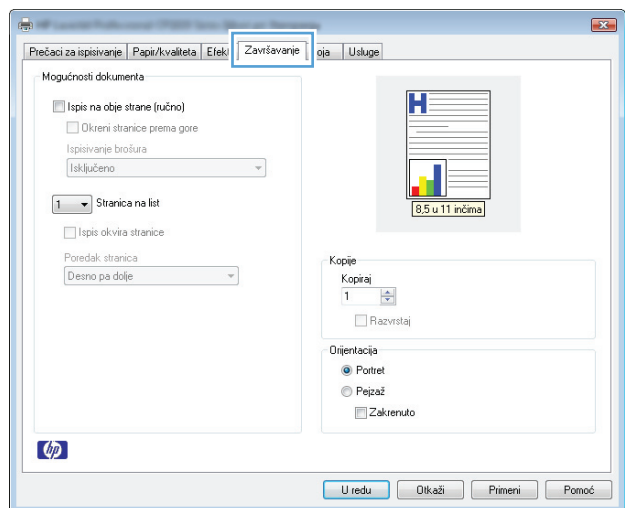 Prečaci za ispisivanje Papir/kvaliteta Efek Završavanje oja Usluge
Mogućnosti dokumenta
Ispis na obje strane (ručno)
Okreni stranice prema gore
Ispisivanje brošura
Isključeno
1 Stranica na list
Ispis okvira stranice
Poredak stranica
Desno pa dolje
H
8,5 u 11 inčima
Kopije
Kopiraj
1
Razvrstaj
Orijentacija
Portret
Pejzaž
Zakrenuto
hp
U redu Otkaži Primeni Pomoć